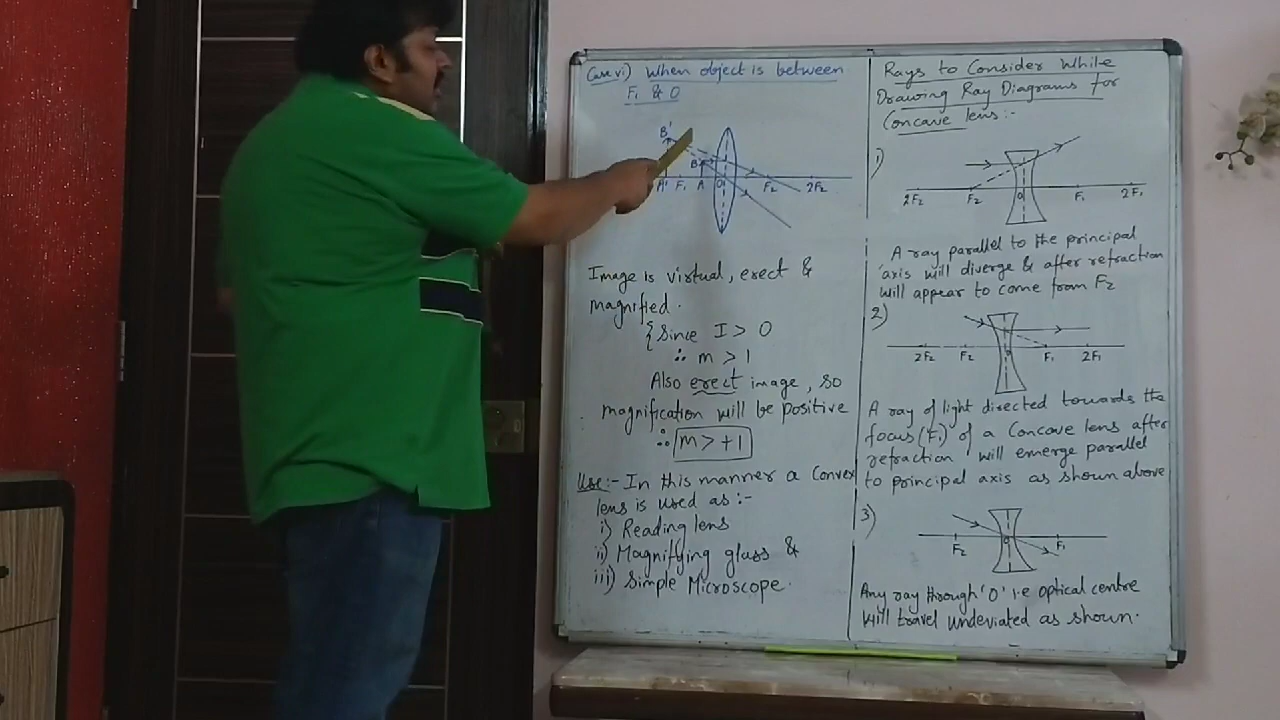 Case vi) When object is between
F₁ & O
B'
B
A' F₁ A O F₂ 2F₂
Image is virtual, erect &
magnified.
{Since I > O
∴ m > 1
Also erect image, so
magnification will be positive
∴ m > +1
Use:- In this manner a Convex
lens is used as :-
i) Reading lens
ii) Magnifying glass &
iii) Simple Microscope.
Rays to Consider While
Drawing Ray Diagrams for
Concave lens:-
1)
2F₂ F₂ O F₁ 2F₁
A ray parallel to the principal
axis will diverge & after refraction
will appear to come from F₂
2)
2F₂ F₂ O F₁ 2F₁
A ray of light directed towards the
focus (F₁) of a Concave lens after
refraction will emerge parallel
to principal axis as shown above
3)
F₂ O F₁
Any ray through 'O' i.e optical centre
will travel undeviated as shown.